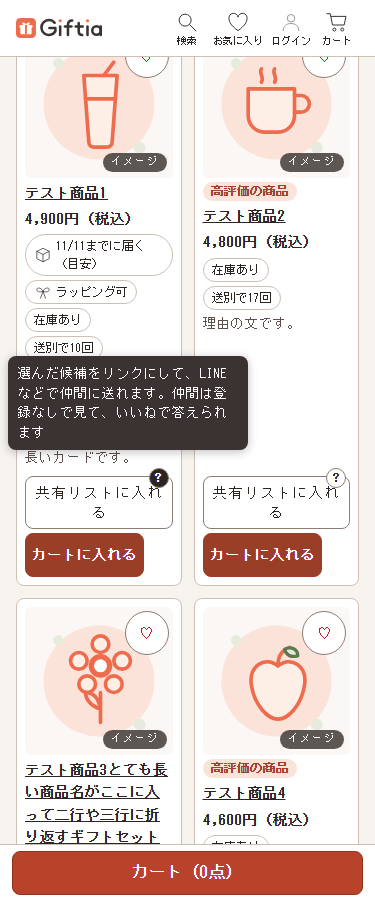 Giftia
検索
お気に入り
ログイン
カート
イメージ
テスト商品1
4,900円（税込）
11/11までに届く
（目安）
ラッピング可
在庫あり
送別で10回
選んだ候補をリンクにして、LINE
などで仲間に送れます。仲間は登
録なしで見て、いいねで答えられ
ます
長いカードです。
?
共有リストに入れ
る
カートに入れる
イメージ
高評価の商品
テスト商品2
4,800円（税込）
在庫あり
送別で17回
理由の文です。
?
共有リストに入れ
る
カートに入れる
イメージ
テスト商品3とても長
い商品名がここに入
って二行や三行に折
り返すギフトセット
イメージ
高評価の商品
テスト商品4
4,600円（税込）
在庫あり
カート（0点）